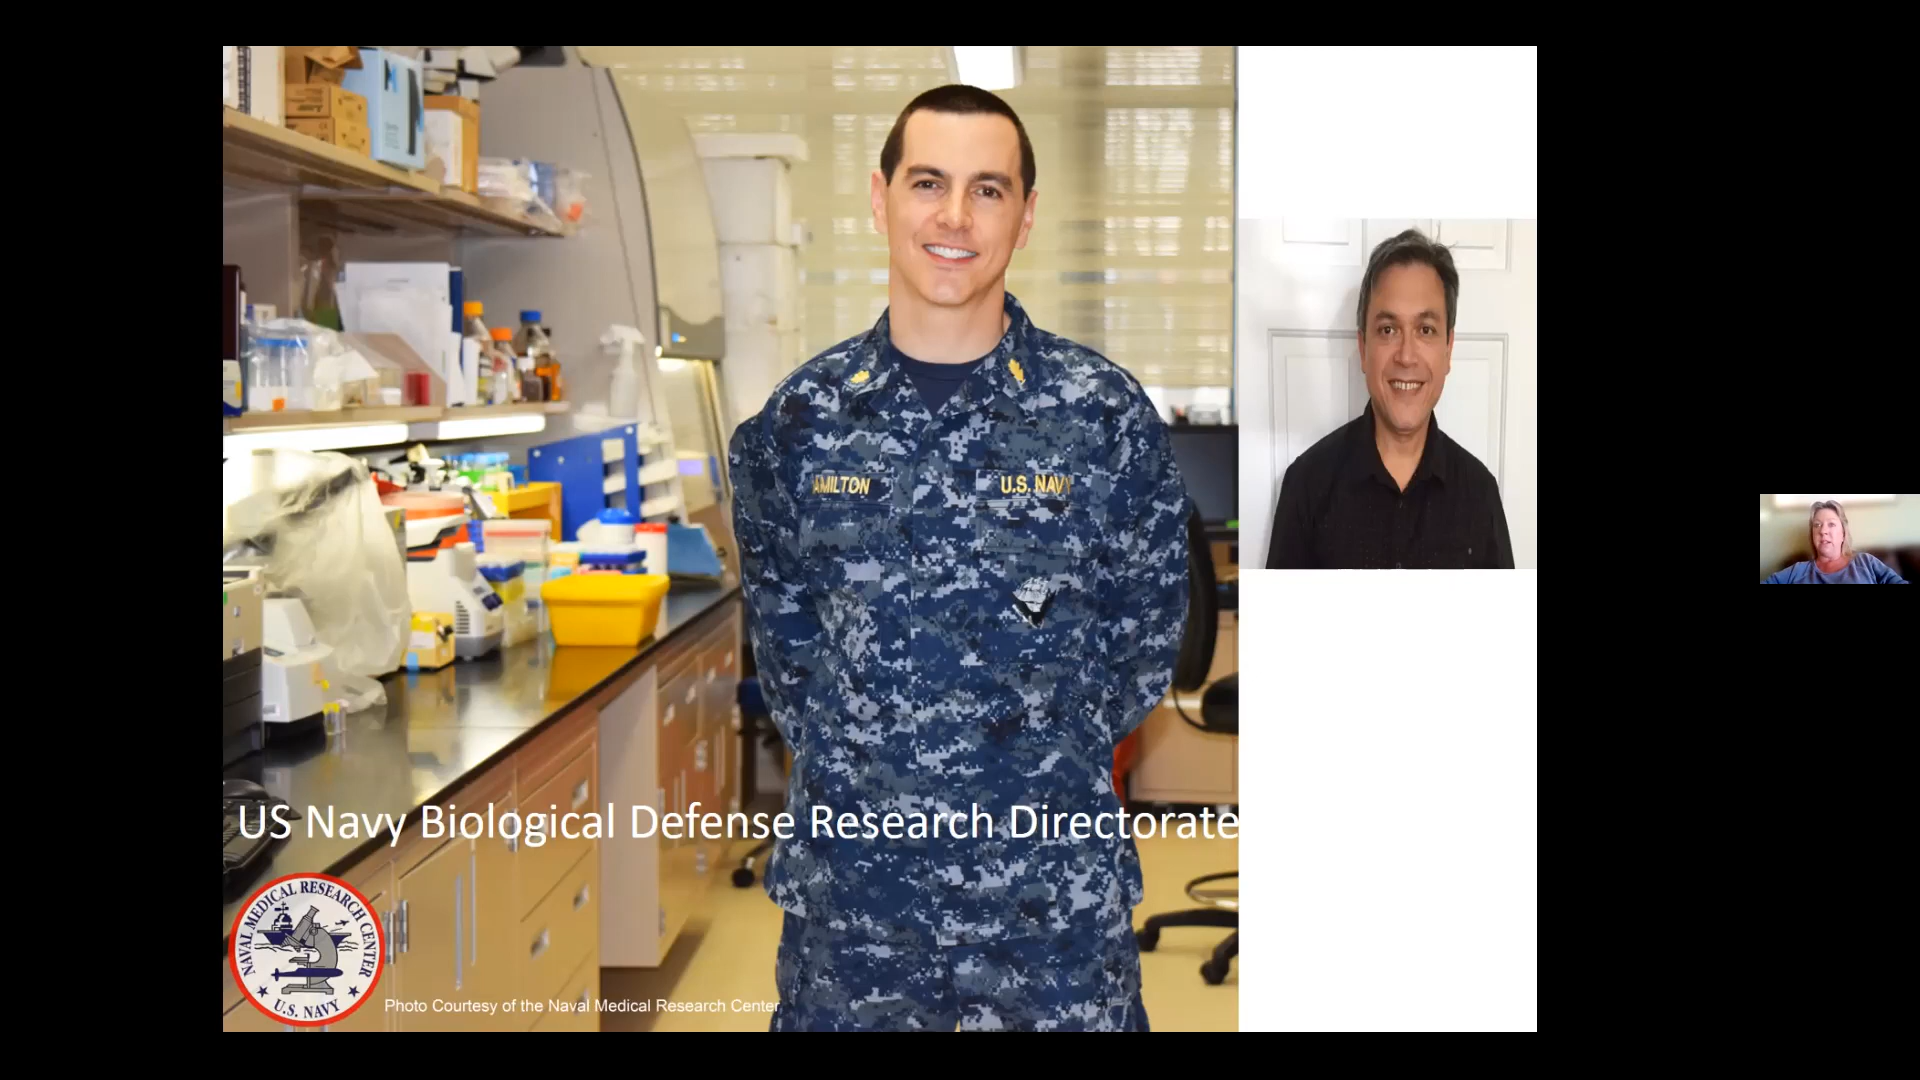 AMILTON
U.S. NAVY
US Navy Biological Defense Research Directorate
NAVAL MEDICAL RESEARCH CENTER
U.S. NAVY
Photo Courtesy of the Naval Medical Research Center